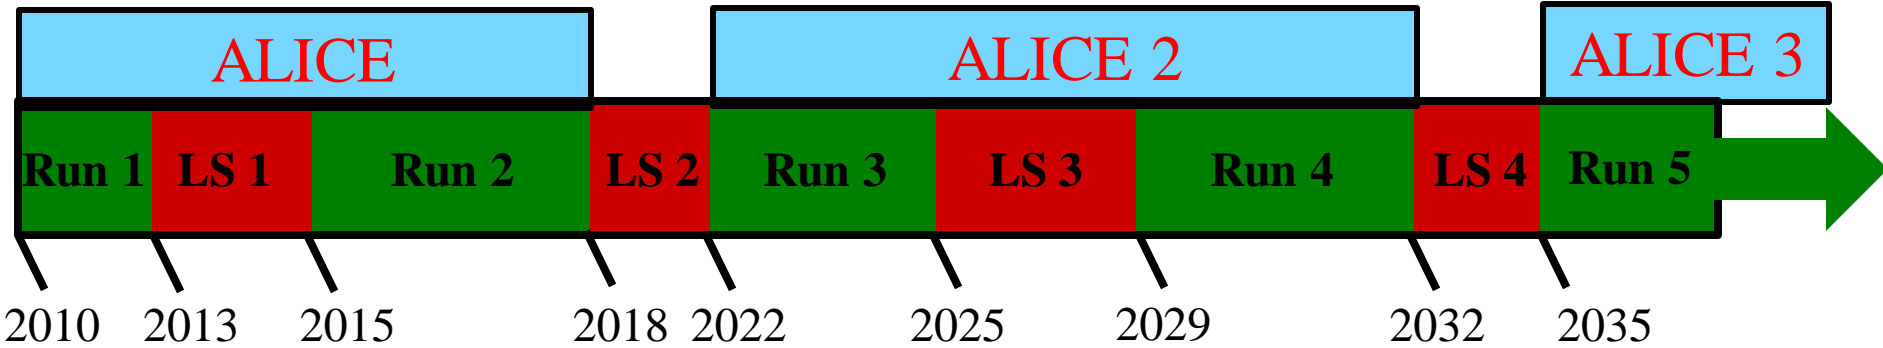 ALICE
ALICE 2
ALICE 3
Run 1
LS 1
Run 2
LS 2
Run 3
LS 3
Run 4
LS 4
Run 5
2010
2013
2015
2018
2022
2025
2029
2032
2035